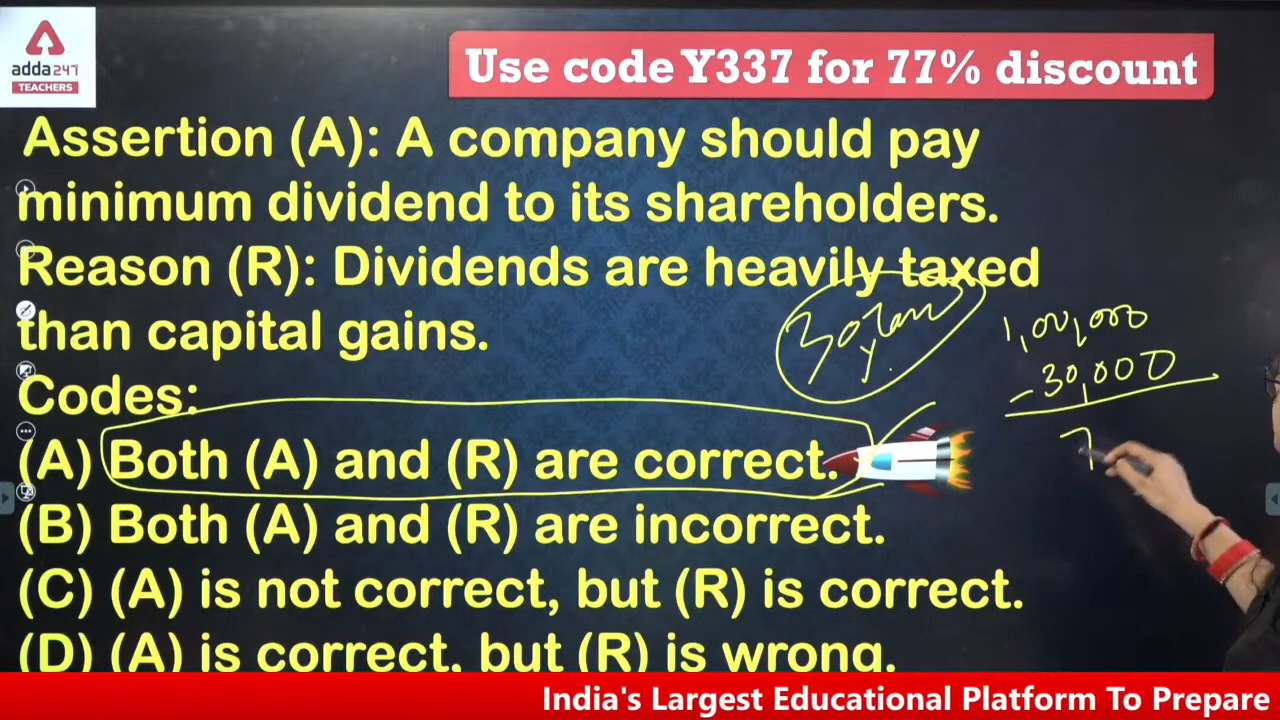 adda247
TEACHERS
Use code Y337 for 77% discount
Assertion (A): A company should pay
minimum dividend to its shareholders.
Reason (R): Dividends are heavily taxed
than capital gains.
Codes:
(A) Both (A) and (R) are correct.
(B) Both (A) and (R) are incorrect.
(C) (A) is not correct, but (R) is correct.
(D) (A) is correct, but (R) is wrong.
1,00,000
-30,000
7
India's Largest Educational Platform To Prepare